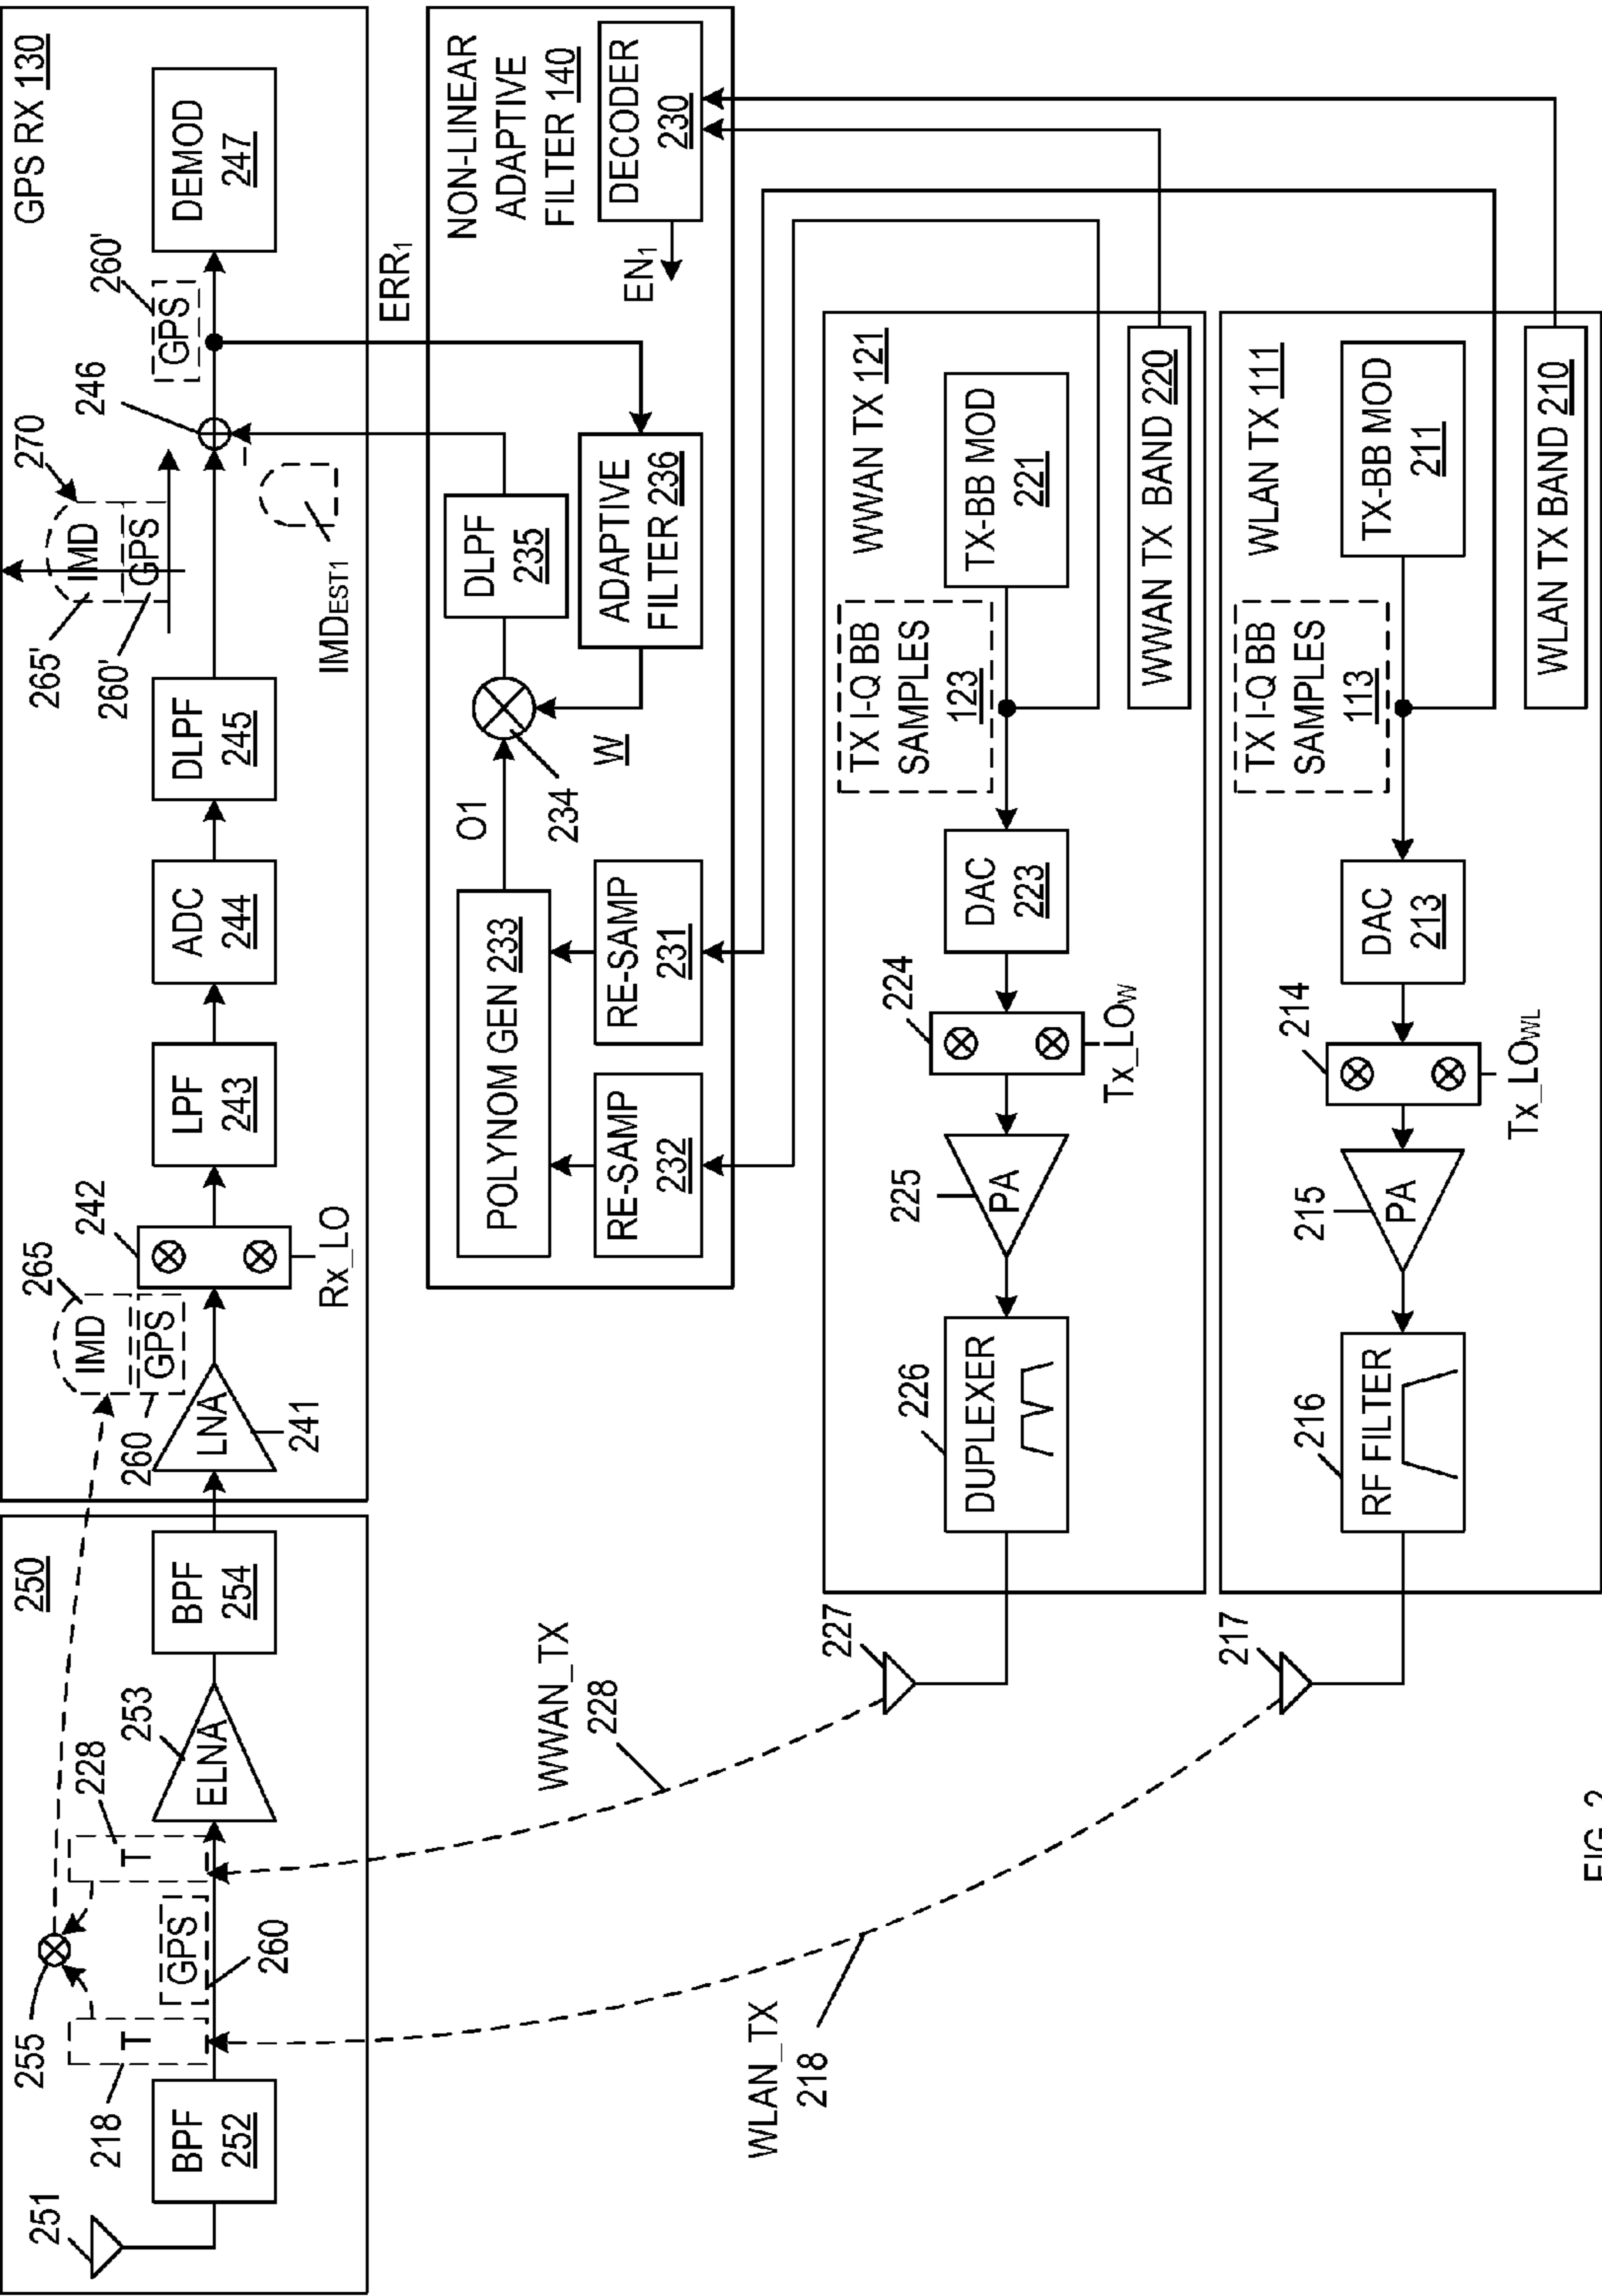 250
251
BPF
252
218
T
255
GPS
260
228
T
253
ELNA
BPF
254
GPS RX 130
260
LNA
241
IMD
265
GPS
242
Rx_LO
LPF
243
ADC
244
DLPF
245
265'
260'
IMD
GPS
270
246
-
IMDEST1
GPS
260'
DEMOD
247
ERR1
NON-LINEAR
ADAPTIVE
FILTER 140
POLYNOM GEN 233
O1
RE-SAMP
232
RE-SAMP
231
234
W
DLPF
235
ADAPTIVE
FILTER 236
DECODER
230
EN1
WWAN_TX
228
WLAN_TX
218
WWAN TX 121
227
226
DUPLEXER
225
PA
224
Tx_LOW
DAC
223
TX I-Q BB
SAMPLES
123
TX-BB MOD
221
WWAN TX BAND 220
WLAN TX 111
217
216
RF FILTER
215
PA
214
Tx_LOWL
DAC
213
TX I-Q BB
SAMPLES
113
TX-BB MOD
211
WLAN TX BAND 210
FIG. 2